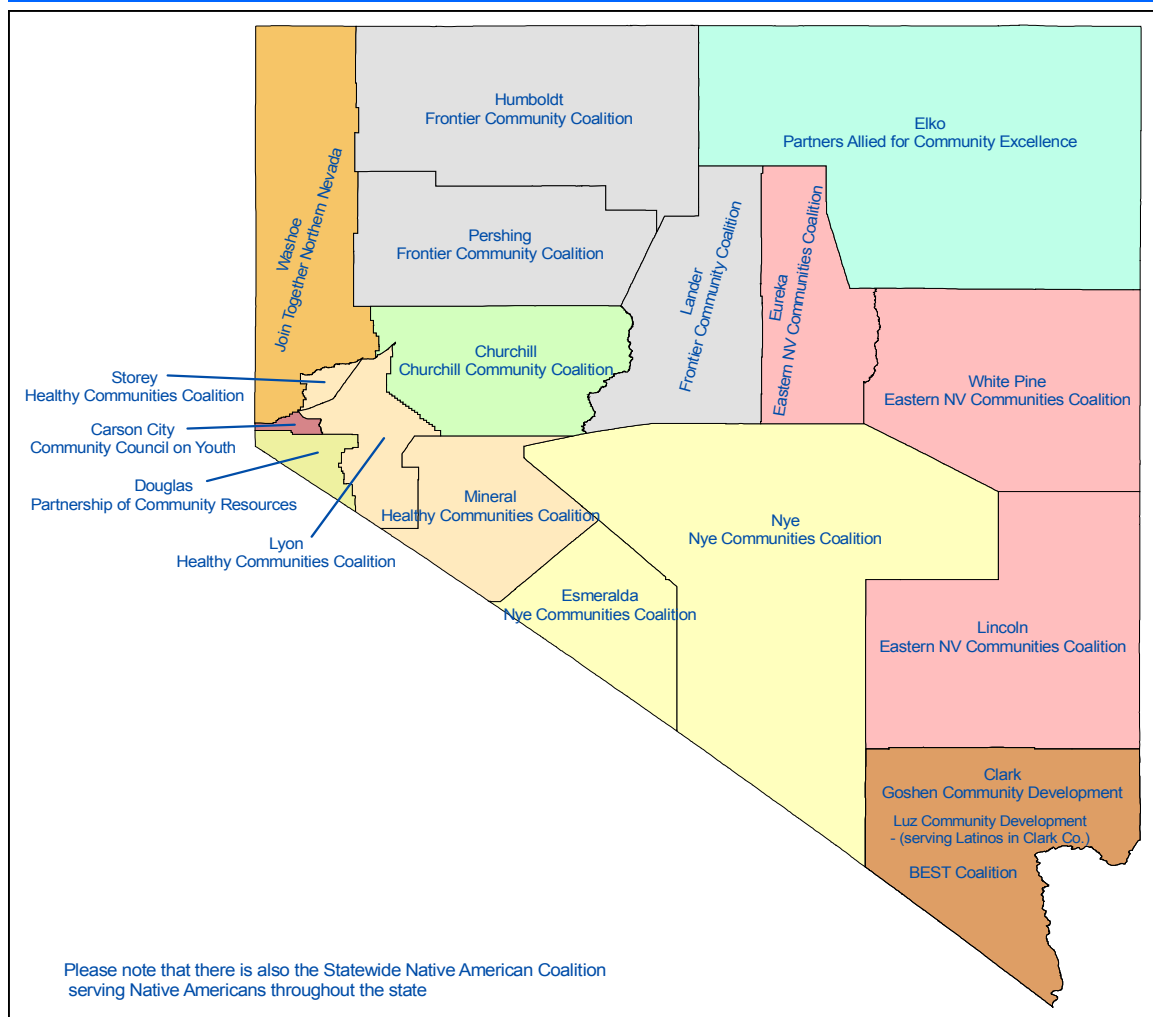 Humboldt
Frontier Community Coalition
Elko
Partners Allied for Community Excellence
Washoe
Join Together Northern Nevada
Pershing
Frontier Community Coalition
Lander
Frontier Community Coalition
Eureka
Eastern NV Communities Coalition
Churchill
Churchill Community Coalition
Storey
Healthy Communities Coalition
White Pine
Eastern NV Communities Coalition
Carson City
Community Council on Youth
Douglas
Partnership of Community Resources
Mineral
Healthy Communities Coalition
Nye
Nye Communities Coalition
Lyon
Healthy Communities Coalition
Esmeralda
Nye Communities Coalition
Lincoln
Eastern NV Communities Coalition
Clark
Goshen Community Development
Luz Community Development
- (serving Latinos in Clark Co.)
BEST Coalition
Please note that there is also the Statewide Native American Coalition
serving Native Americans throughout the state